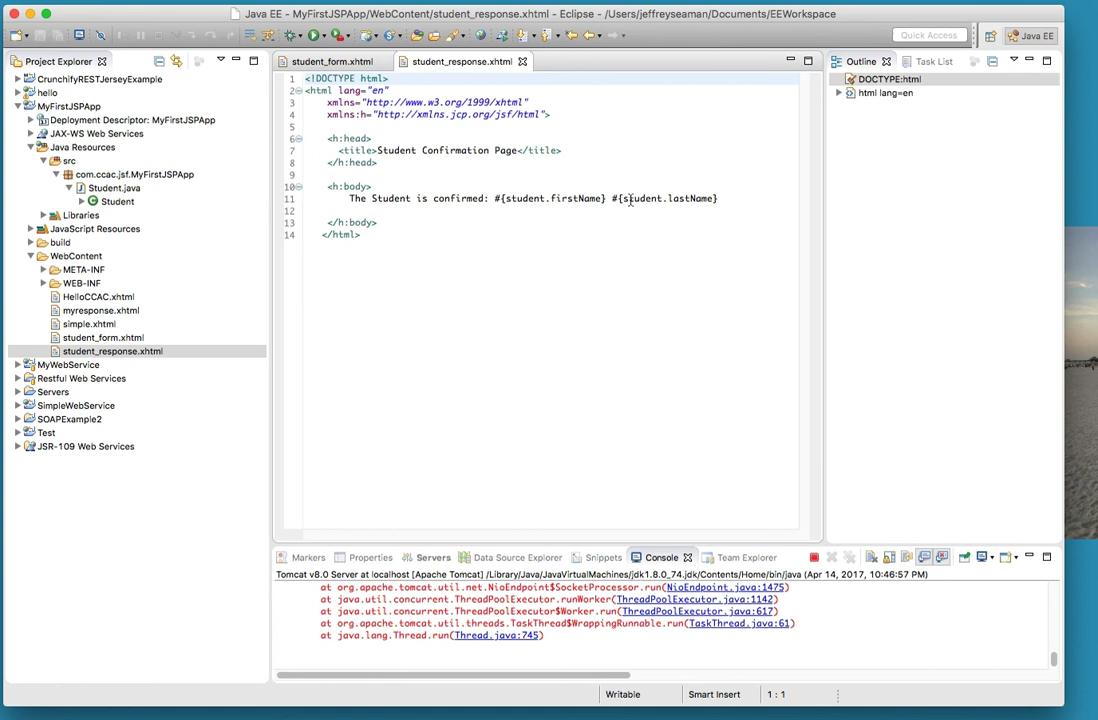 Java EE - MyFirstJSPApp/WebContent/student_response.xhtml - Eclipse - /Users/jeffreyseaman/Documents/EEWorkspace
Quick Access
Java EE
Project Explorer
CrunchifyRESTJerseyExample
hello
MyFirstJSPApp
Deployment Descriptor: MyFirstJSPApp
JAX-WS Web Services
Java Resources
src
com.ccac.jsf.MyFirstJSPApp
Student.java
Student
Libraries
JavaScript Resources
build
WebContent
META-INF
WEB-INF
HelloCCAC.xhtml
myresponse.xhtml
simple.xhtml
student_form.xhtml
student_response.xhtml
MyWebService
Restful Web Services
Servers
SimpleWebService
SOAPExample2
Test
JSR-109 Web Services
student_form.xhtml
student_response.xhtml
1 <!DOCTYPE html>
2 <html lang="en"
3 xmlns="http://www.w3.org/1999/xhtml"
4 xmlns:h="http://xmlns.jcp.org/jsf/html">
5
6 <h:head>
7 <title>Student Confirmation Page</title>
8 </h:head>
9
10 <h:body>
11 The Student is confirmed: #{student.firstName} #{student.lastName}
12
13 </h:body>
14 </html>
Outline
Task List
DOCTYPE:html
html lang=en
Markers
Properties
Servers
Data Source Explorer
Snippets
Console
Team Explorer
Tomcat v8.0 Server at localhost [Apache Tomcat] /Library/Java/JavaVirtualMachines/jdk1.8.0_74.jdk/Contents/Home/bin/java (Apr 14, 2017, 10:46:57 PM)
at org.apache.tomcat.util.net.NioEndpoint$SocketProcessor.run(NioEndpoint.java:1475)
at java.util.concurrent.ThreadPoolExecutor.runWorker(ThreadPoolExecutor.java:1142)
at java.util.concurrent.ThreadPoolExecutor$Worker.run(ThreadPoolExecutor.java:617)
at org.apache.tomcat.util.threads.TaskThread$WrappingRunnable.run(TaskThread.java:61)
at java.lang.Thread.run(Thread.java:745)
Writable
Smart Insert
1 : 1